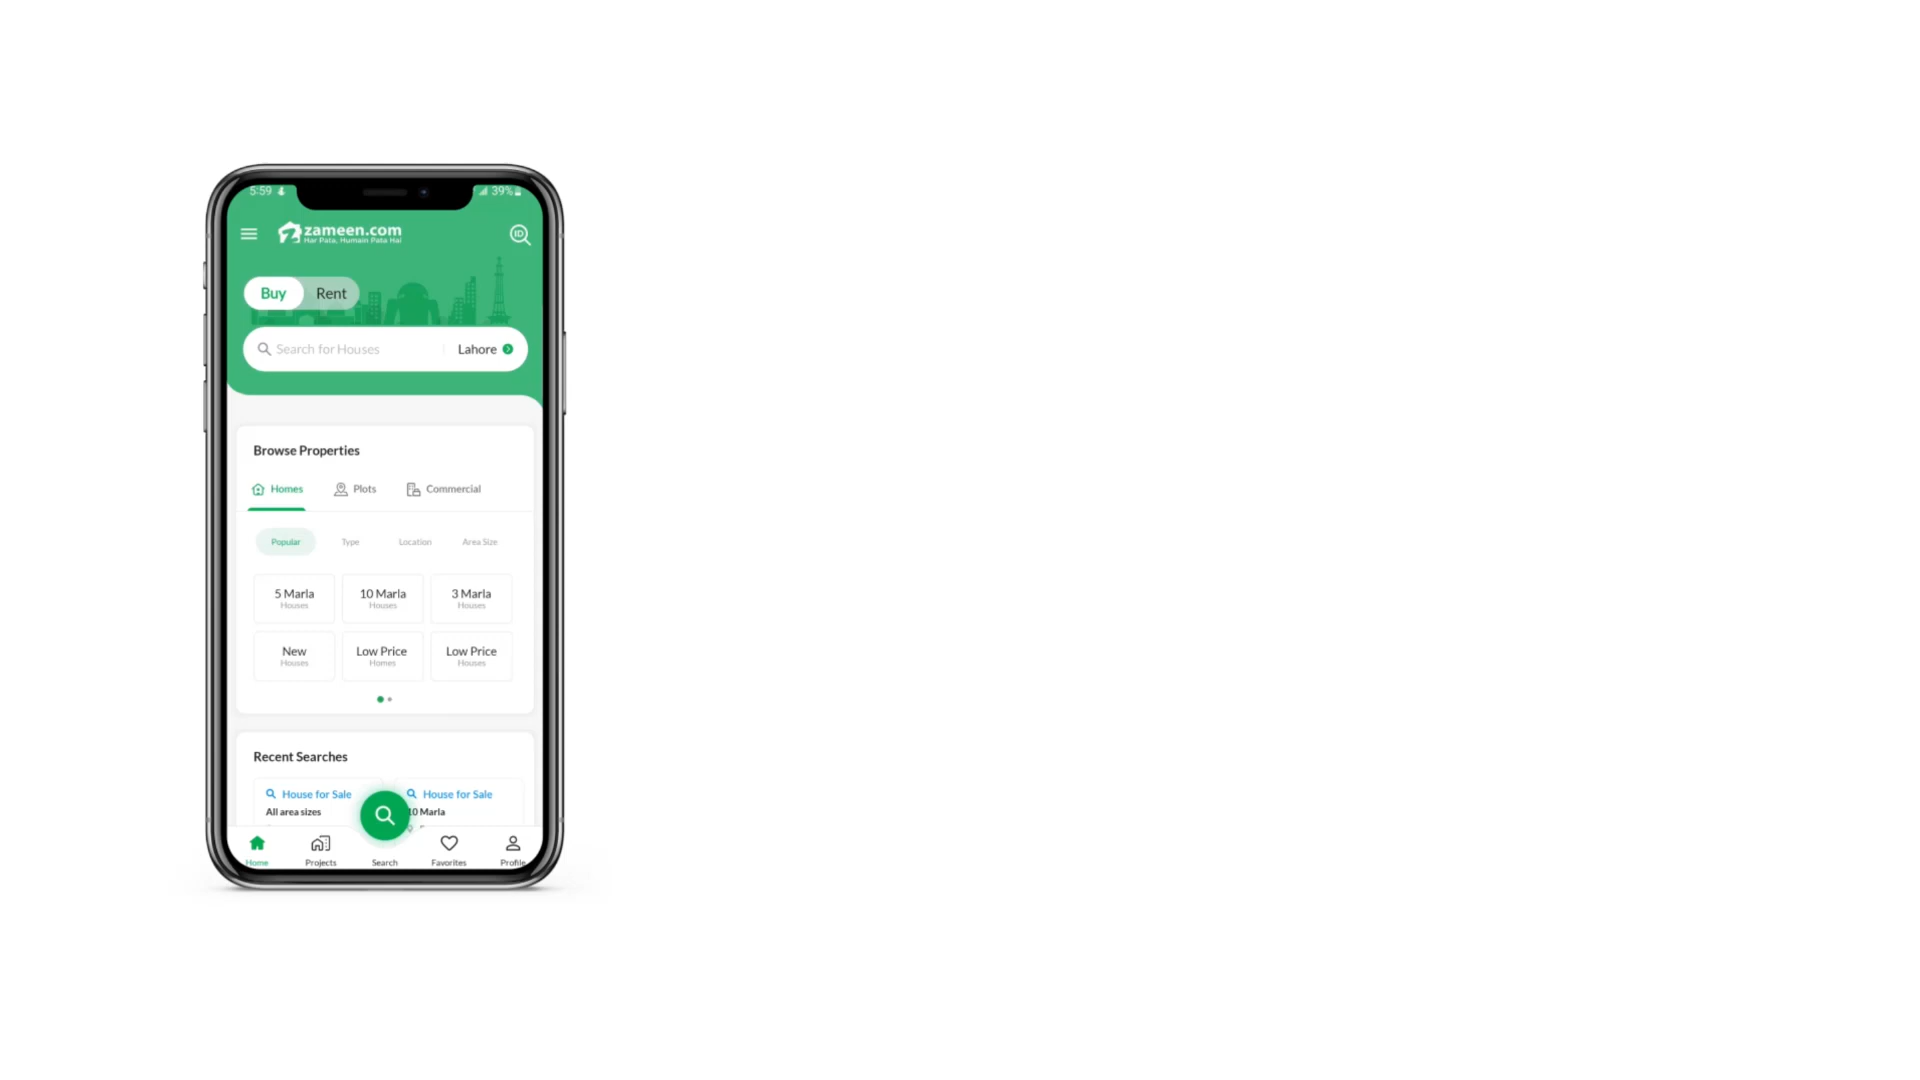 5:59 39%
zameen.com
Har Pata, Humain Pata Hai
ID
Buy Rent
Search for Houses Lahore
Browse Properties
Homes Plots Commercial
Popular Type Location Area Size
5 Marla 10 Marla 3 Marla
Houses Houses Houses
New Low Price Low Price
Houses Homes Houses
Recent Searches
House for Sale House for Sale
All area sizes 10 Marla
Home Projects Search Favorites Profile